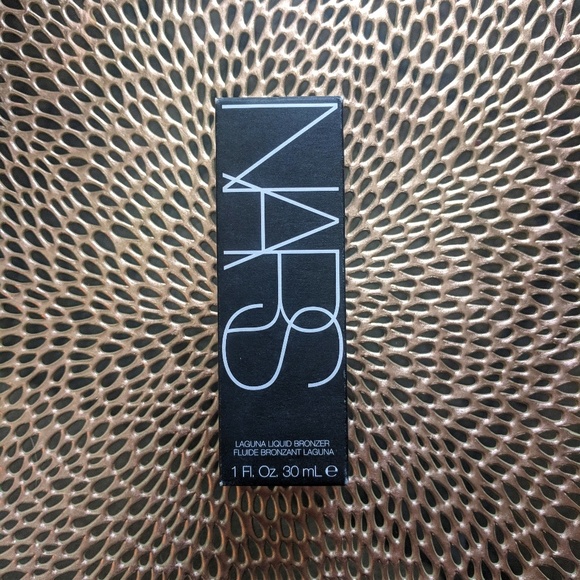 NARS
LAGUNA LIQUID BRONZER
FLUIDE BRONZANT LAGUNA
1 Fl. Oz. 30 mL ℮